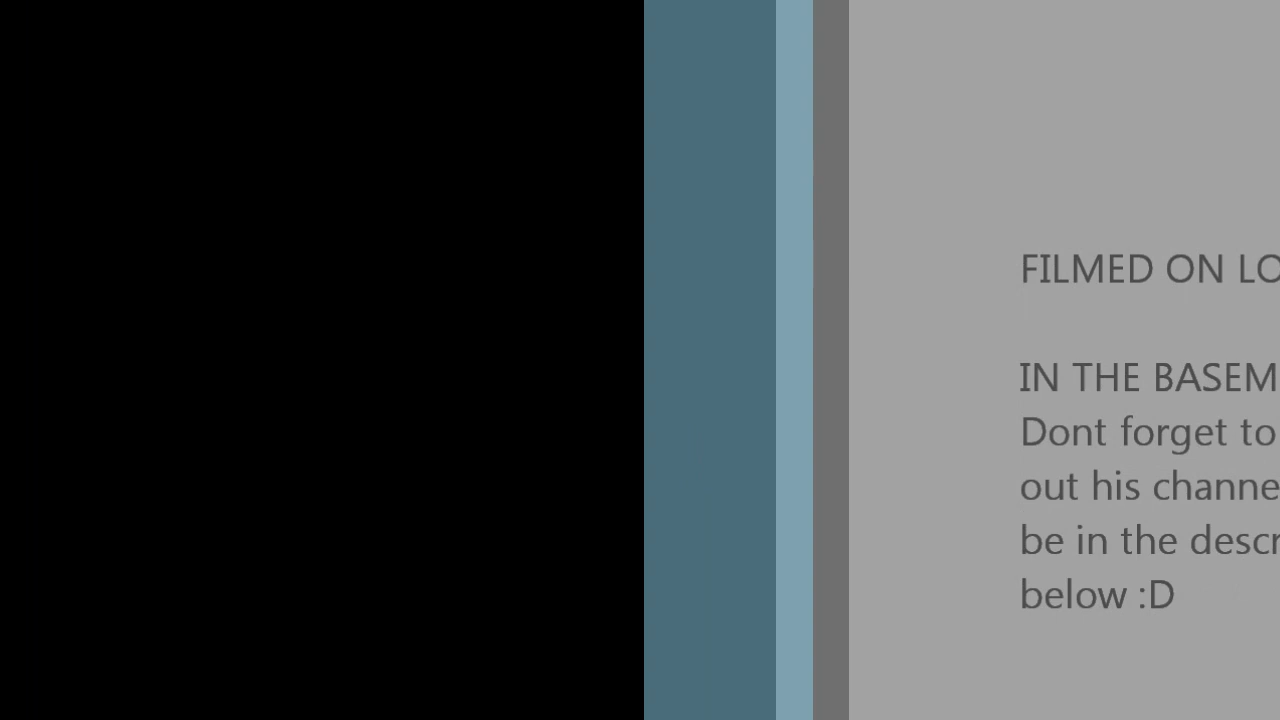 FILMED ON LO
IN THE BASEM
Dont forget to
out his channe
be in the descr
below :D